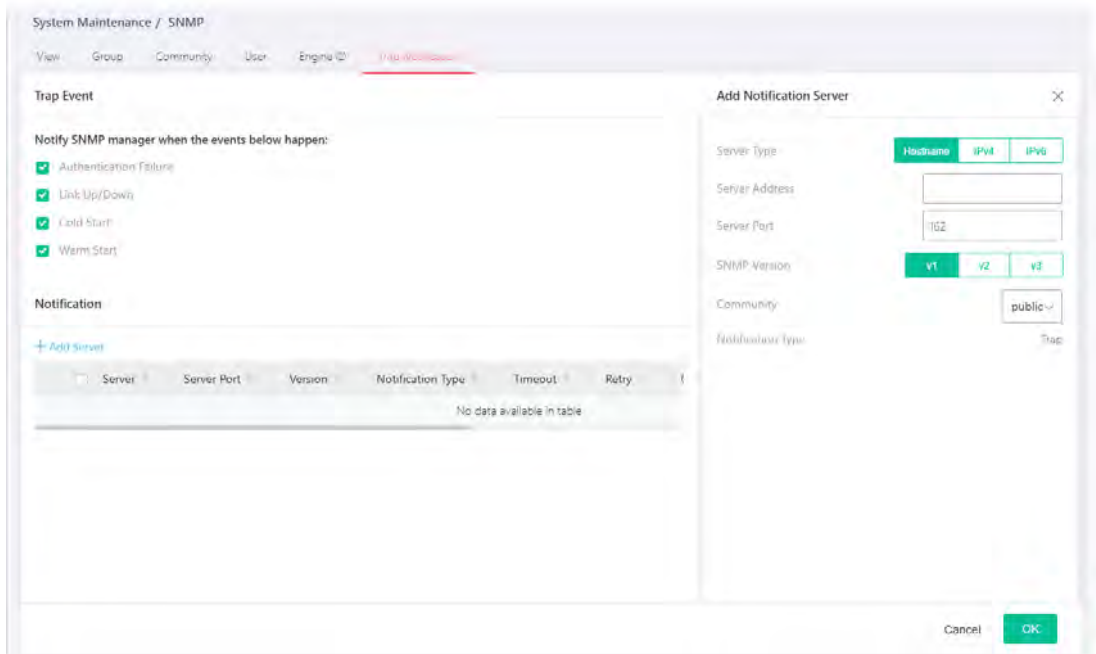 System Maintenance / SNMP
View Group Community User Engine ID
Trap Event
Notify SNMP manager when the events below happen:
Authentication Failure
Link Up/Down
Cold Start
Warm Start
Notification
+ Add Server
Server Server Port Version Notification Type Timeout Retry
No data available in table
Add Notification Server
Server Type Hostname IPv4 IPv6
Server Address
Server Port 162
SNMP Version v1 v2 v3
Community public
Notification Type Trap
Cancel OK